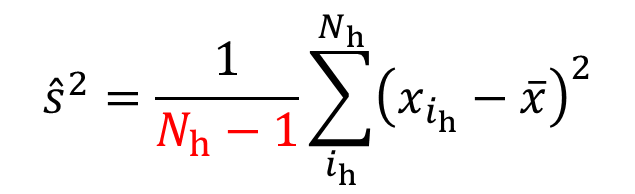 ŝ² = 1/(N_h − 1) ∑_{i_h}^{N_h} (x_{i_h} − x̄)²